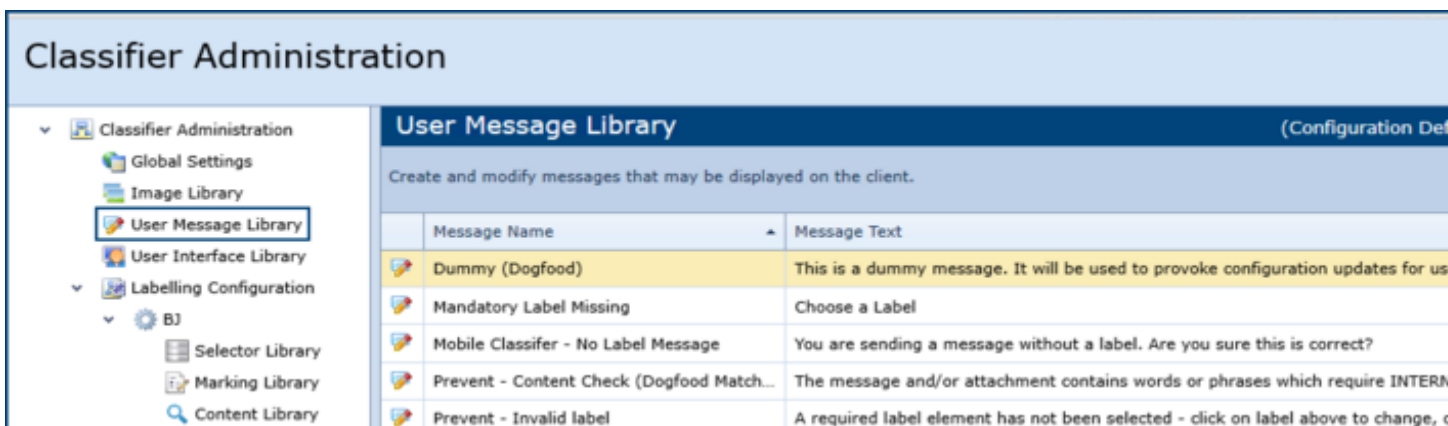 Classifier Administration
Classifier Administration
Global Settings
Image Library
User Message Library
User Interface Library
Labelling Configuration
BJ
Selector Library
Marking Library
Content Library
User Message Library (Configuration
Create and modify messages that may be displayed on the client.
Message Name Message Text
Dummy (Dogfood) This is a dummy message. It will be used to provoke configuration updates for
Mandatory Label Missing Choose a Label
Mobile Classifer - No Label Message You are sending a message without a label. Are you sure this is correct?
Prevent - Content Check (Dogfood Match... The message and/or attachment contains words or phrases which require
Prevent - Invalid label A required label element has not been selected - click on label above to change,